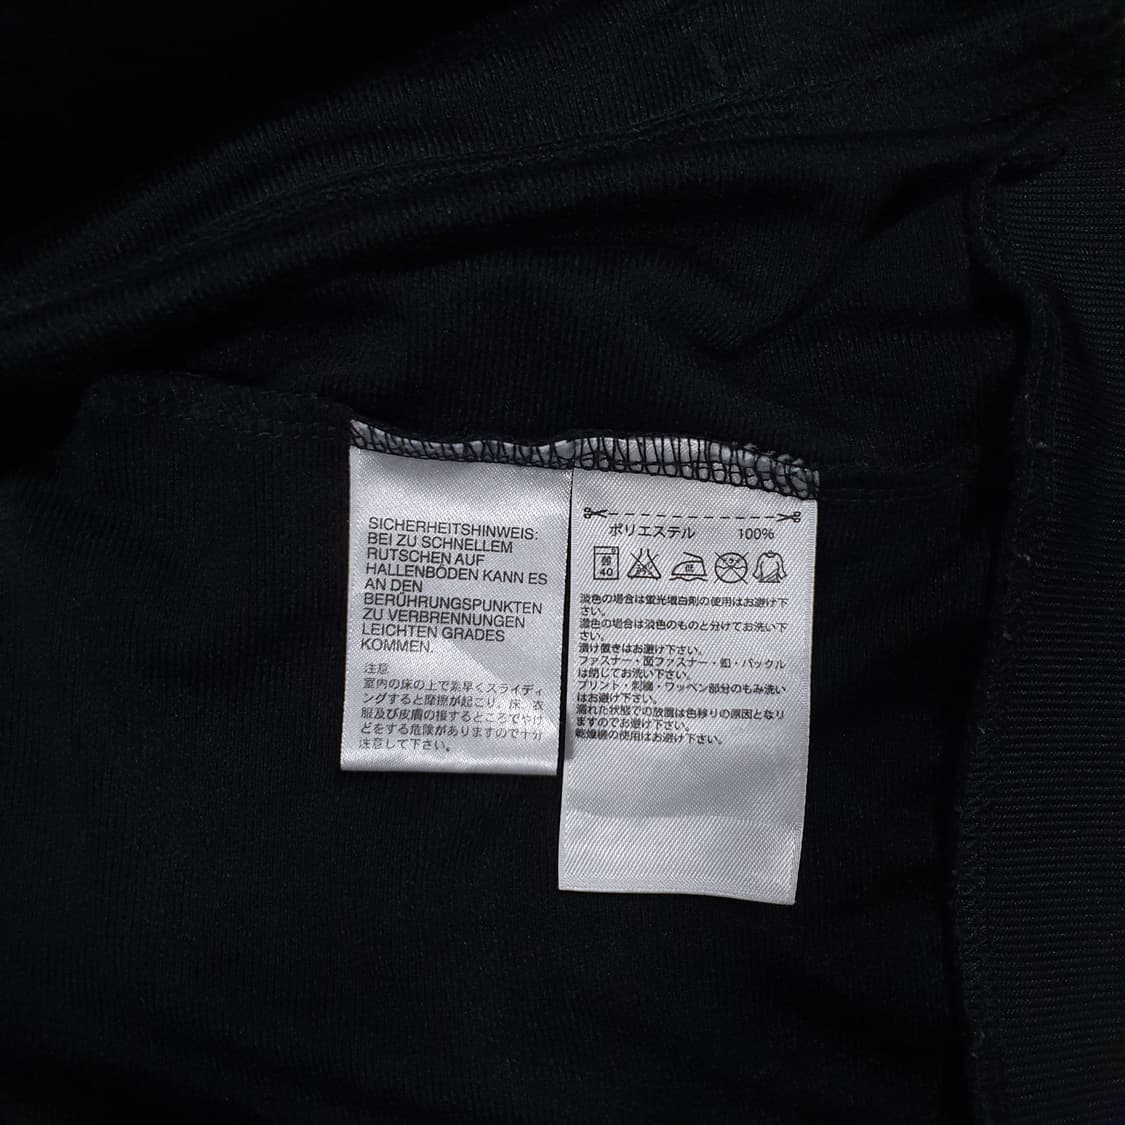 SICHERHEITSHINWEIS:
BEI ZU SCHNELLEM
RUTSCHEN AUF
HALLENBÖDEN KANN ES
AN DEN
BERÜHRUNGSPUNKTEN
ZU VERBRENNUNGEN
LEICHTEN GRADES
KOMMEN.
注意
室内の床の上で素早くスライディ
ングすると摩擦が起こり、床、衣
服及び皮膚の接するところでやけ
どをする危険がありますので十分
注意して下さい。
ポリエステル 100%
弱
40
低
淡色の場合は蛍光増白剤の使用はお避け下
さい。
濃色の場合は淡色のものと分けてお洗い下
さい。
漬け置きはお避け下さい。
ファスナー・面ファスナー・釦・バックル
は閉じてお洗い下さい。
プリント・刺繍・ワッペン部分のもみ洗い
はお避け下さい。
濡れた状態での放置は色移りの原因となり
ますのでお避け下さい。
乾燥機の使用はお避け下さい。